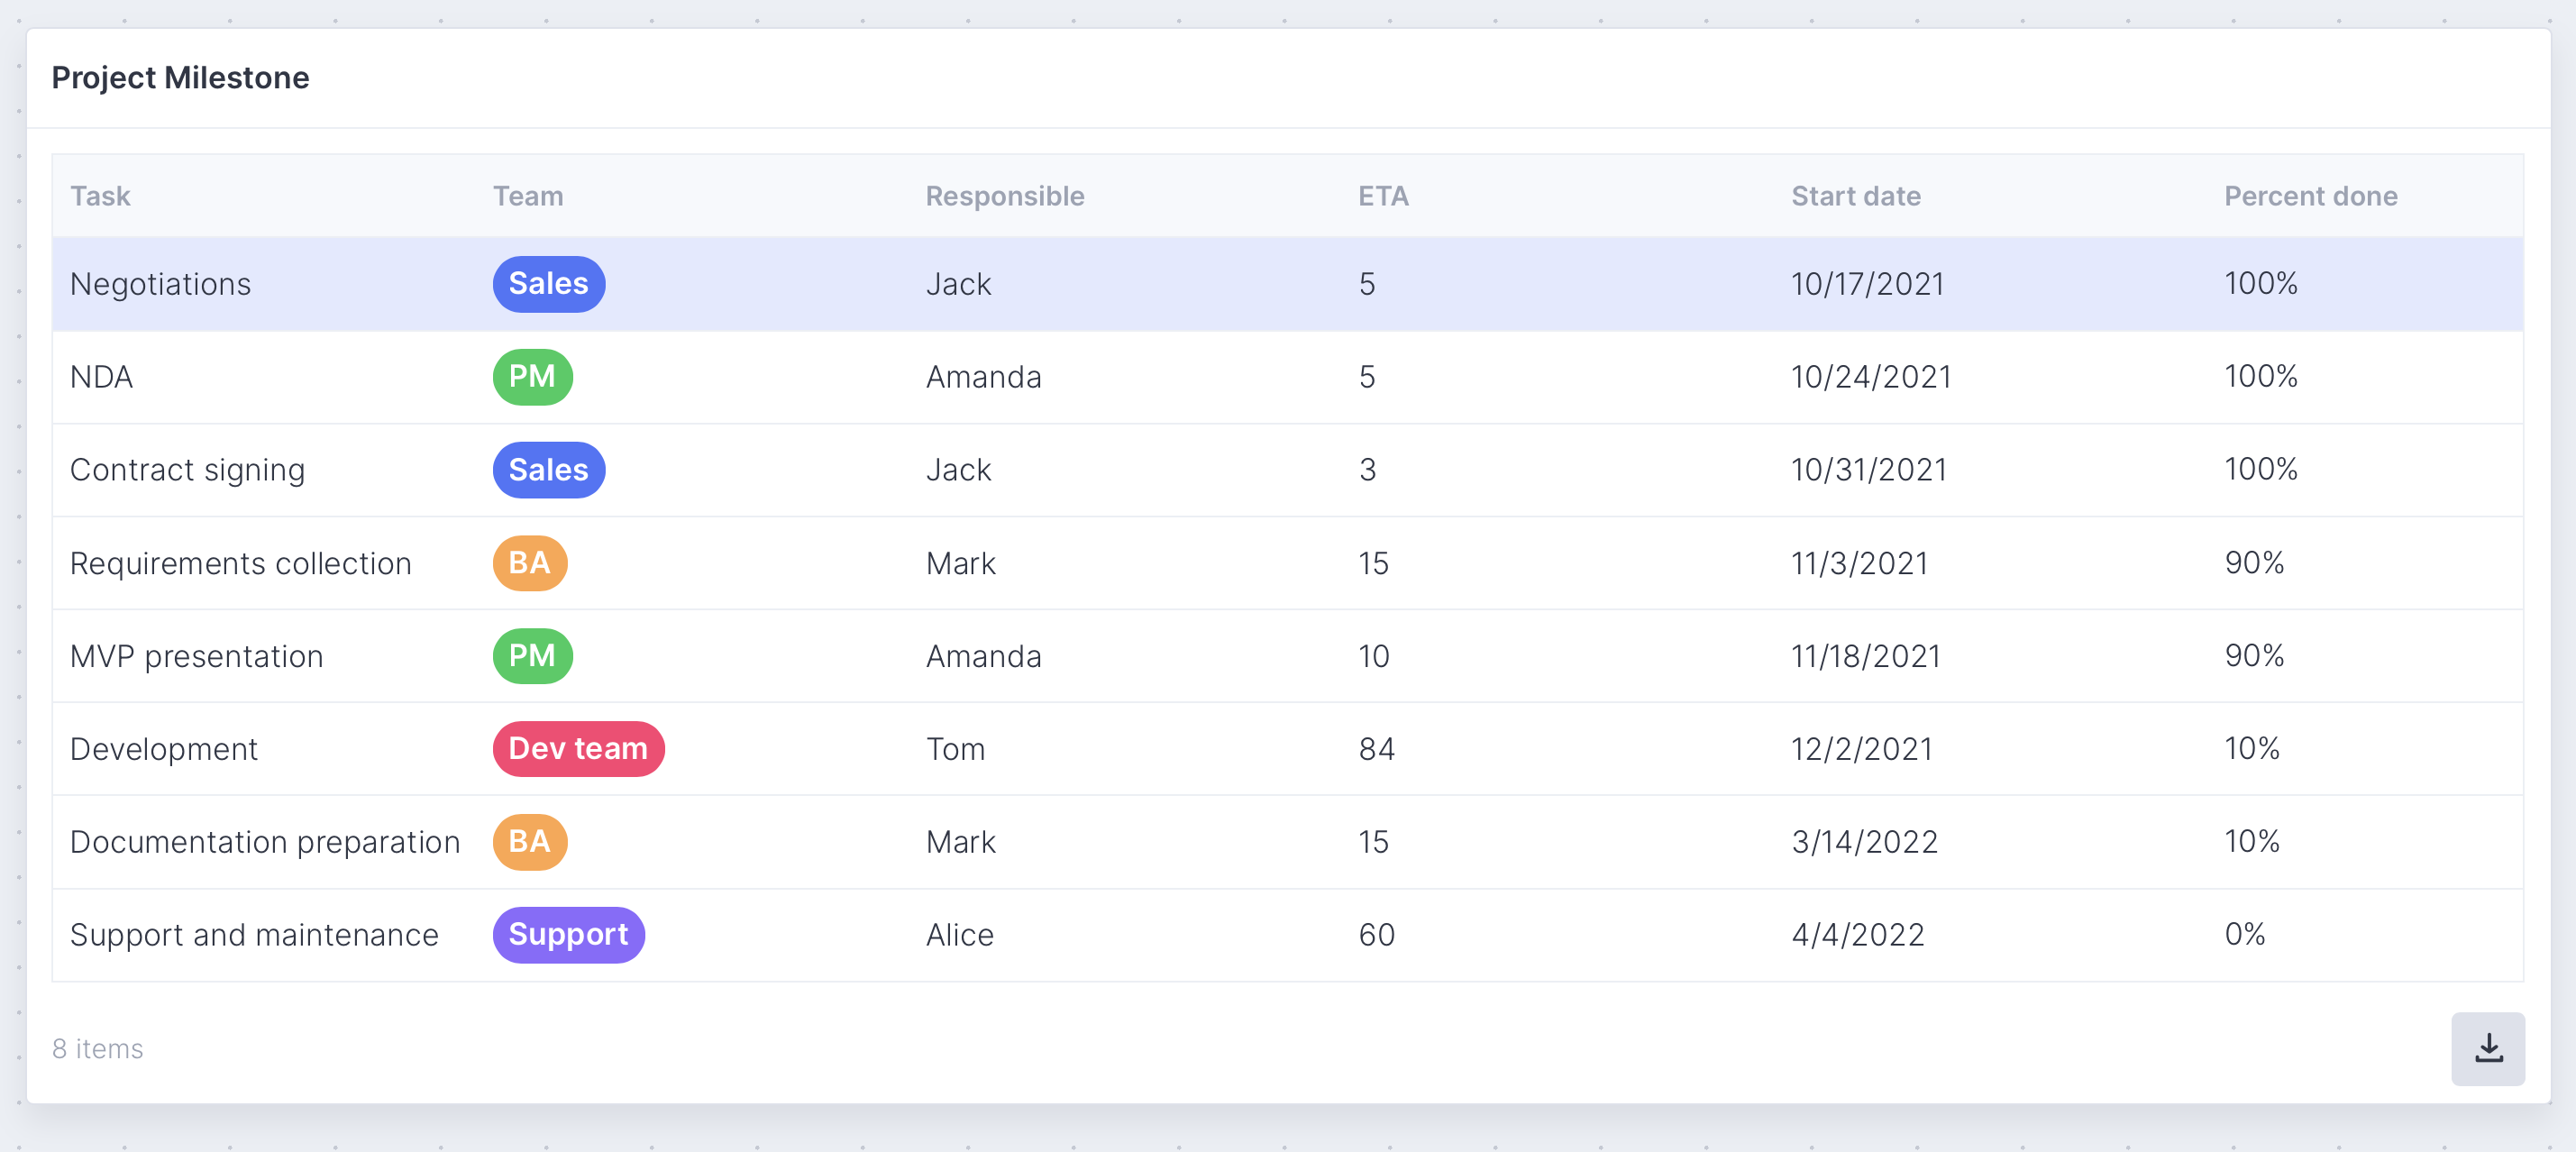 Project Milestone
Task Team Responsible ETA Start date Percent done
Negotiations Sales Jack 5 10/17/2021 100%
NDA PM Amanda 5 10/24/2021 100%
Contract signing Sales Jack 3 10/31/2021 100%
Requirements collection BA Mark 15 11/3/2021 90%
MVP presentation PM Amanda 10 11/18/2021 90%
Development Dev team Tom 84 12/2/2021 10%
Documentation preparation BA Mark 15 3/14/2022 10%
Support and maintenance Support Alice 60 4/4/2022 0%
8 items